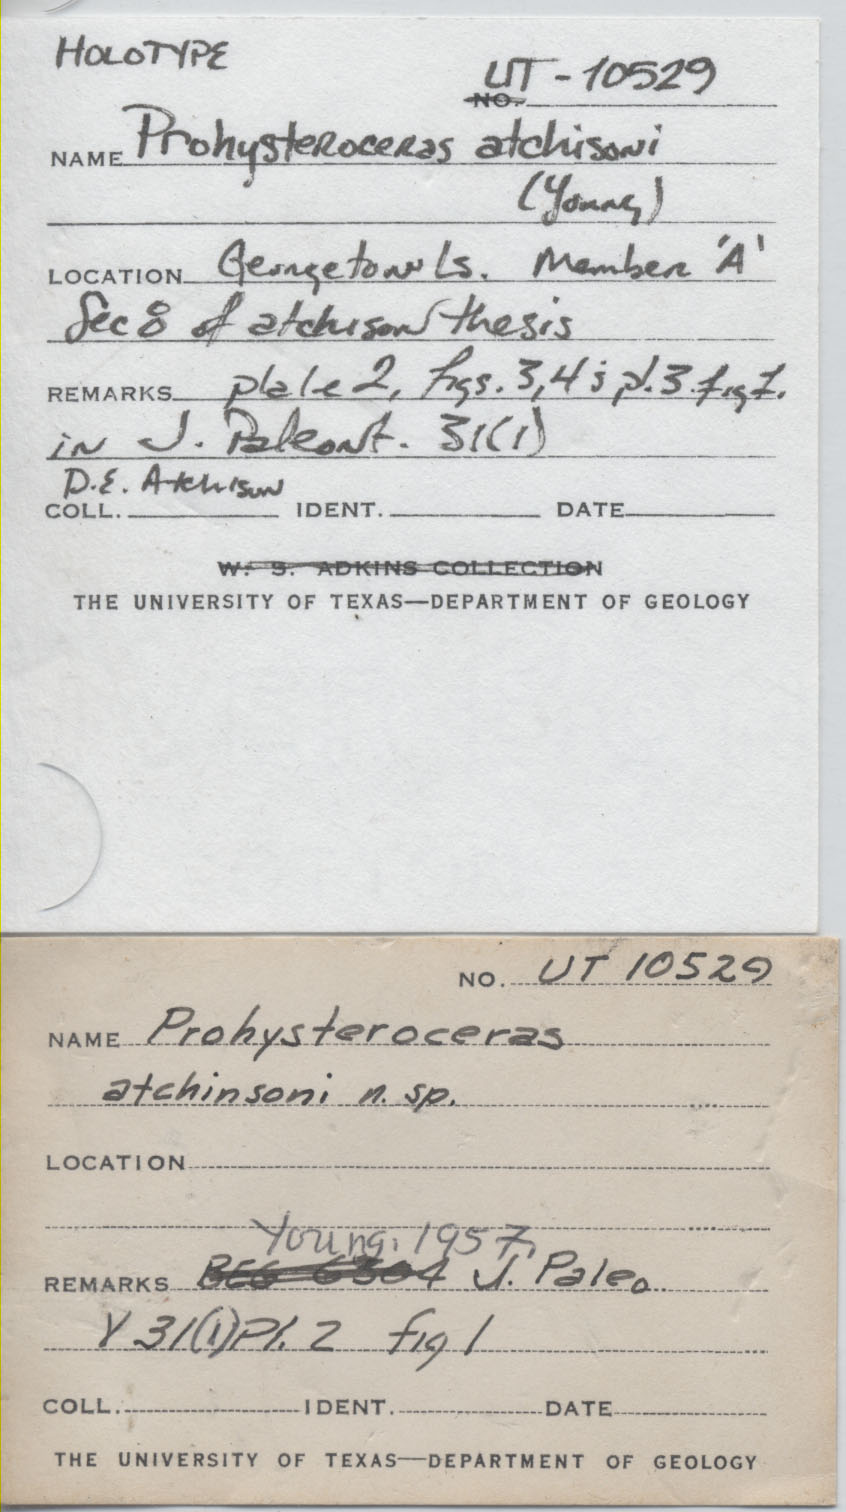 HOLOTYPE
UT-10529
NO.
NAME Prohysteroceras atchisoni
(Young)
LOCATION Georgetown Ls. Member 'A'
Sec 8 of atchison thesis
REMARKS plate 2, figs. 3,4; pl.3 fig 7.
in J. Paleont. 31(1)
D.E. Atchison
COLL. IDENT. DATE
W. S. ADKINS COLLECTION
THE UNIVERSITY OF TEXAS—DEPARTMENT OF GEOLOGY
NO. UT 10529
NAME Prohysteroceras
atchinsoni n. sp.
LOCATION
Young, 1957,
REMARKS BEG 6304 J. Paleo
V 31(1) Pl. 2 fig 1
COLL. IDENT. DATE
THE UNIVERSITY OF TEXAS—DEPARTMENT OF GEOLOGY